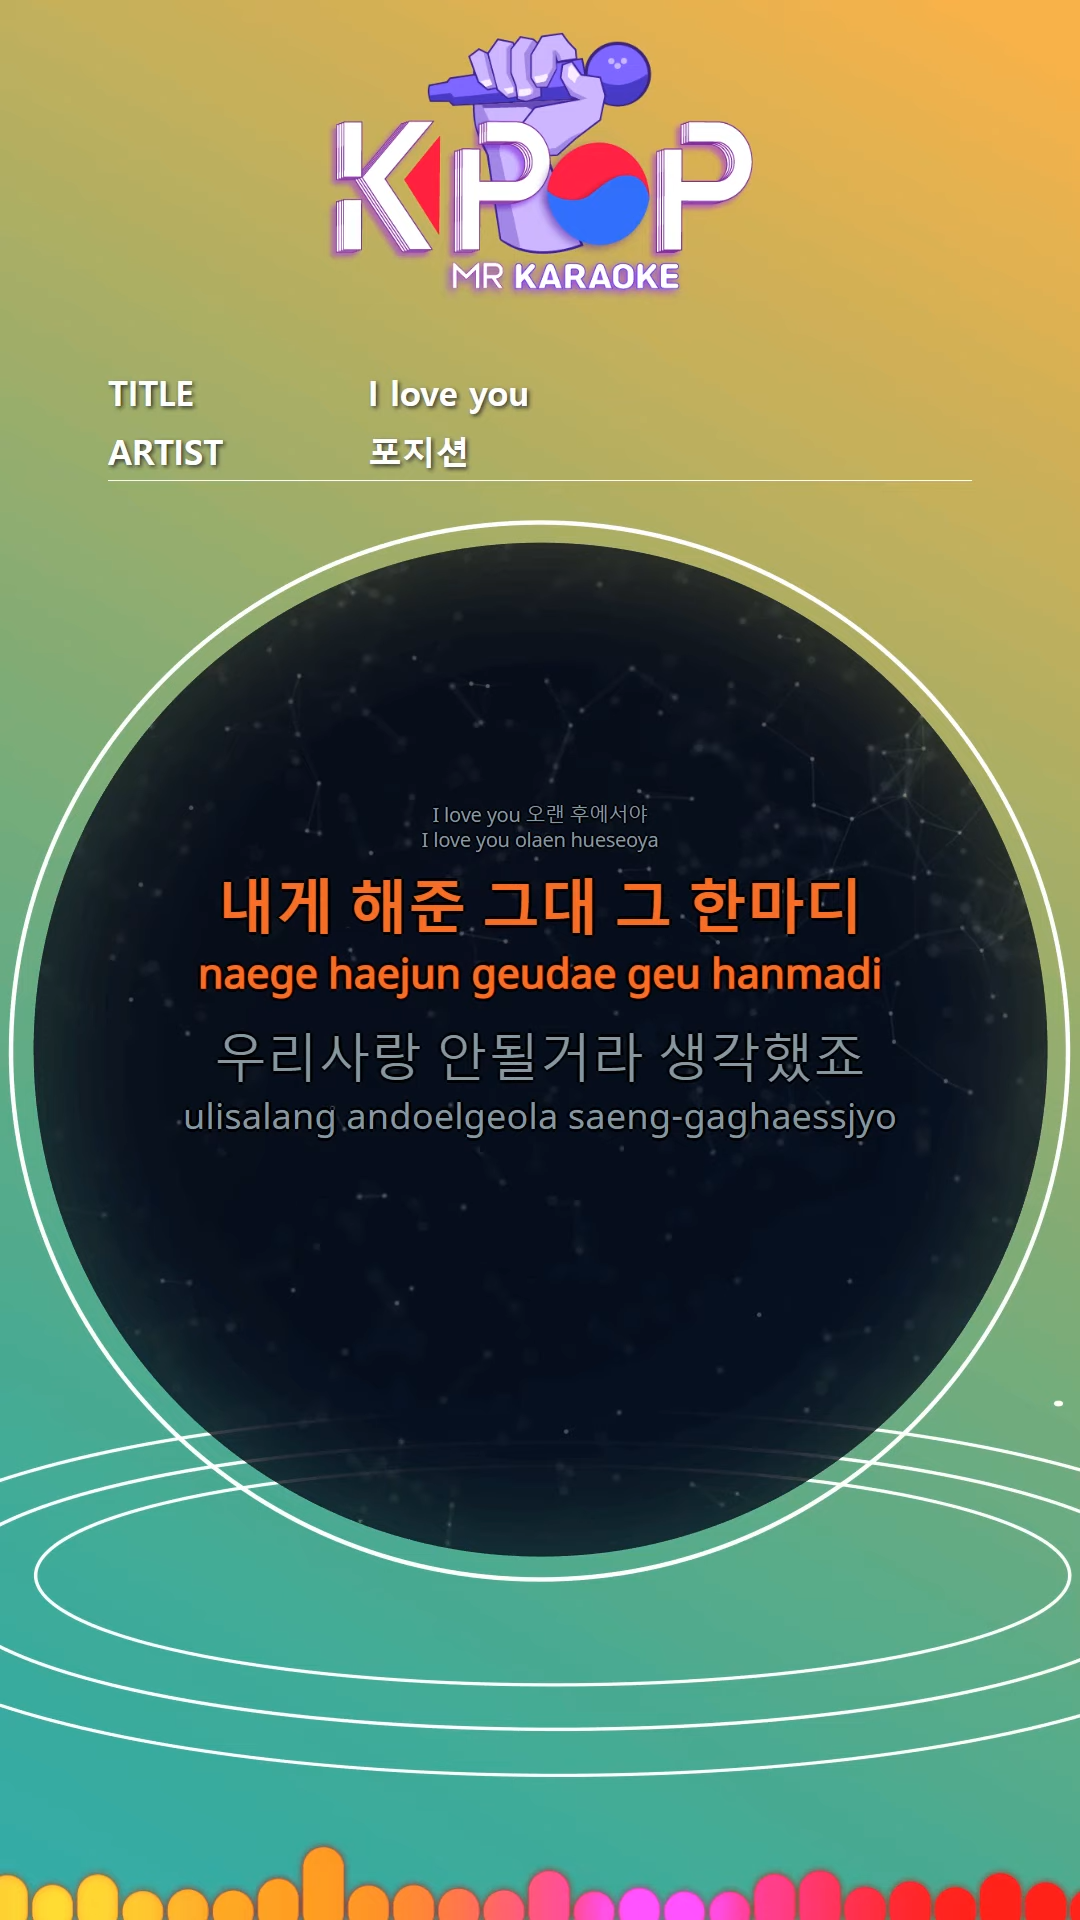 KPOP
MR KARAOKE
TITLE I love you
ARTIST 포지션
I love you 오랜 후에서야
I love you olaen hueseoya
내게 해준 그대 그 한마디
naege haejun geudae geu hanmadi
우리사랑 안될거라 생각했죠
ulisalang andoelgeola saeng-gaghaessjyo